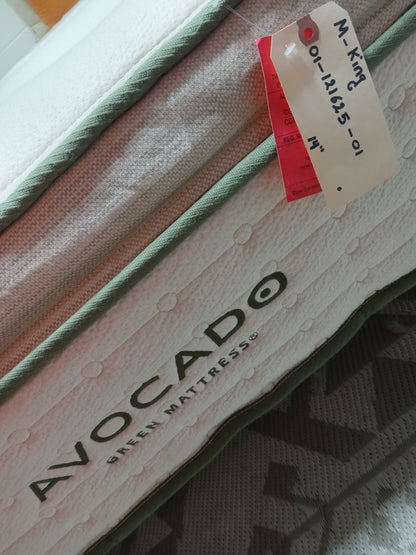 M-King
01-121625-01
14"
AVOCADO
GREEN MATTRESS®